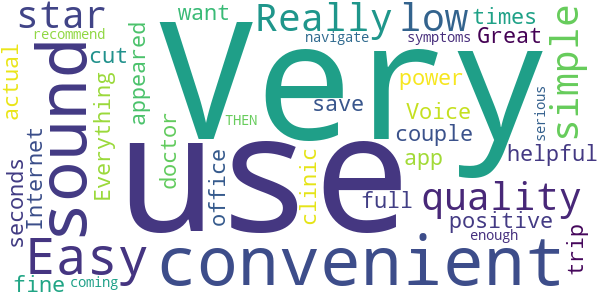 star
recommend
cut
actual
Everything
appeared
want
Really
navigate
low
symptoms
times
Great
simple
Very
sound
use
THEN
save
power
Voice
couple
app
serious
helpful
seconds
Internet
doctor
office
clinic
full
quality
positive
enough
trip
Easy
convenient
fine
coming